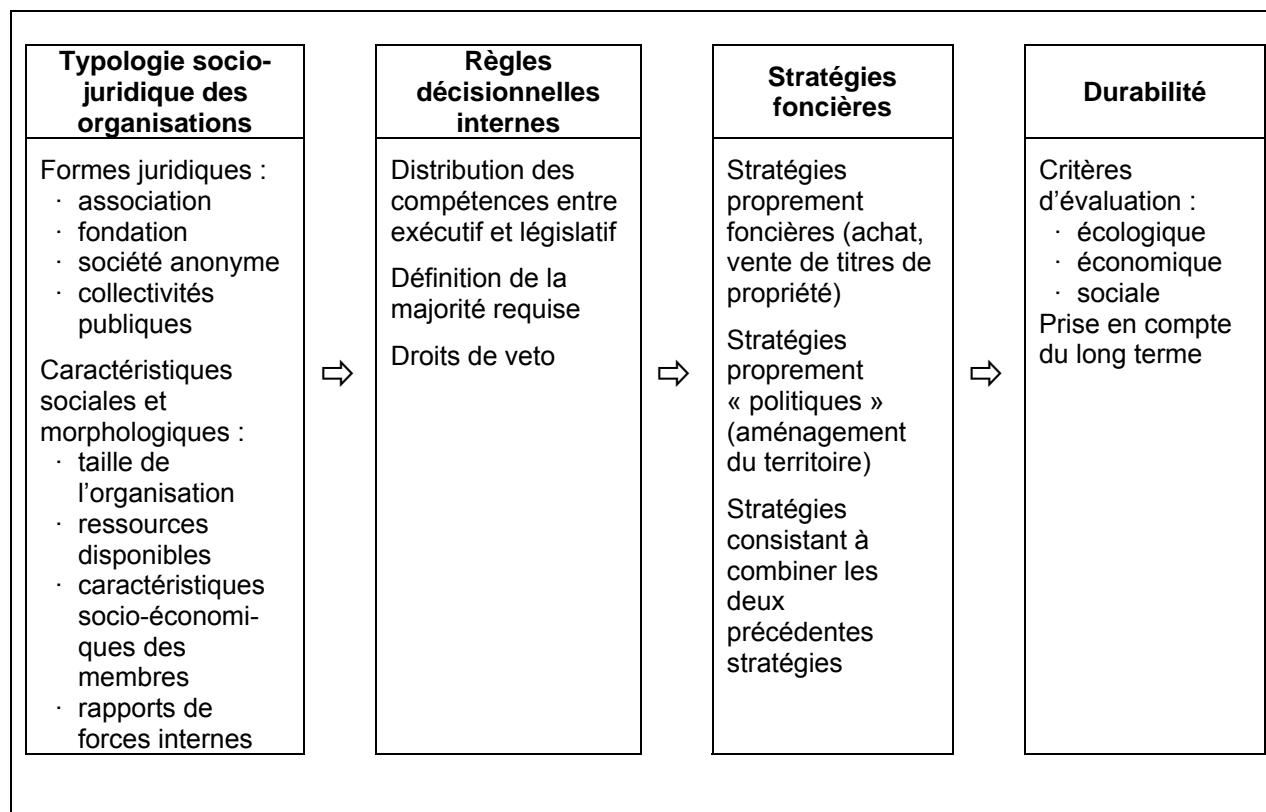 Typologie socio-
juridique des
organisations
Formes juridiques :
· association
· fondation
· société anonyme
· collectivités
publiques
Caractéristiques
sociales et
morphologiques :
· taille de
l'organisation
· ressources
disponibles
· caractéristiques
socio-économi-
ques des
membres
· rapports de
forces internes
⇨
Règles
décisionnelles
internes
Distribution des
compétences entre
exécutif et législatif
Définition de la
majorité requise
Droits de veto
⇨
Stratégies
foncières
Stratégies
proprement
foncières (achat,
vente de titres de
propriété)
Stratégies
proprement
« politiques »
(aménagement
du territoire)
Stratégies
consistant à
combiner les
deux
précédentes
stratégies
⇨
Durabilité
Critères
d'évaluation :
· écologique
· économique
· sociale
Prise en compte
du long terme